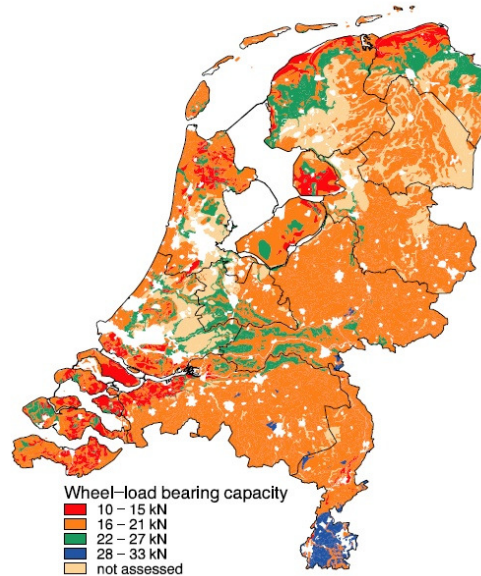 Wheel-load bearing capacity
10 - 15 kN
16 - 21 kN
22 - 27 kN
28 - 33 kN
not assessed